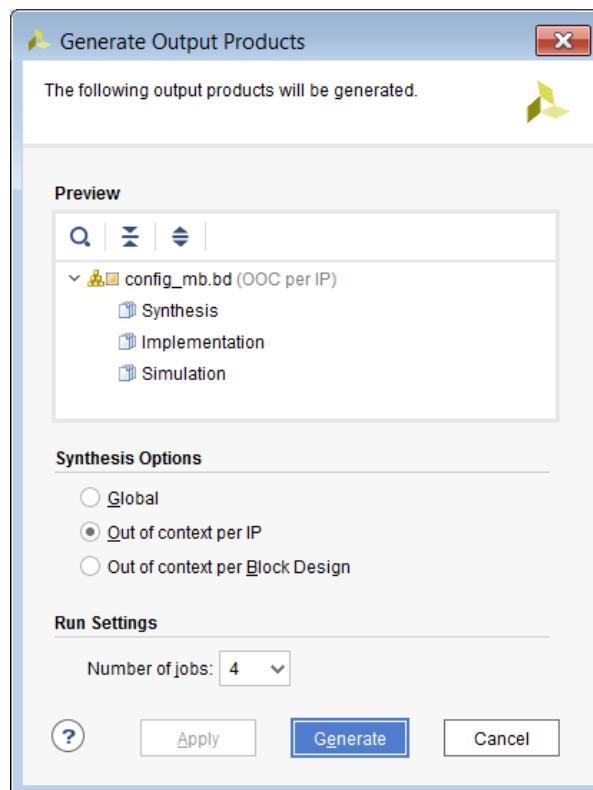 Generate Output Products
The following output products will be generated.
Preview
config_mb.bd (OOC per IP)
Synthesis
Implementation
Simulation
Synthesis Options
Global
Out of context per IP
Out of context per Block Design
Run Settings
Number of jobs: 4
? Apply Generate Cancel